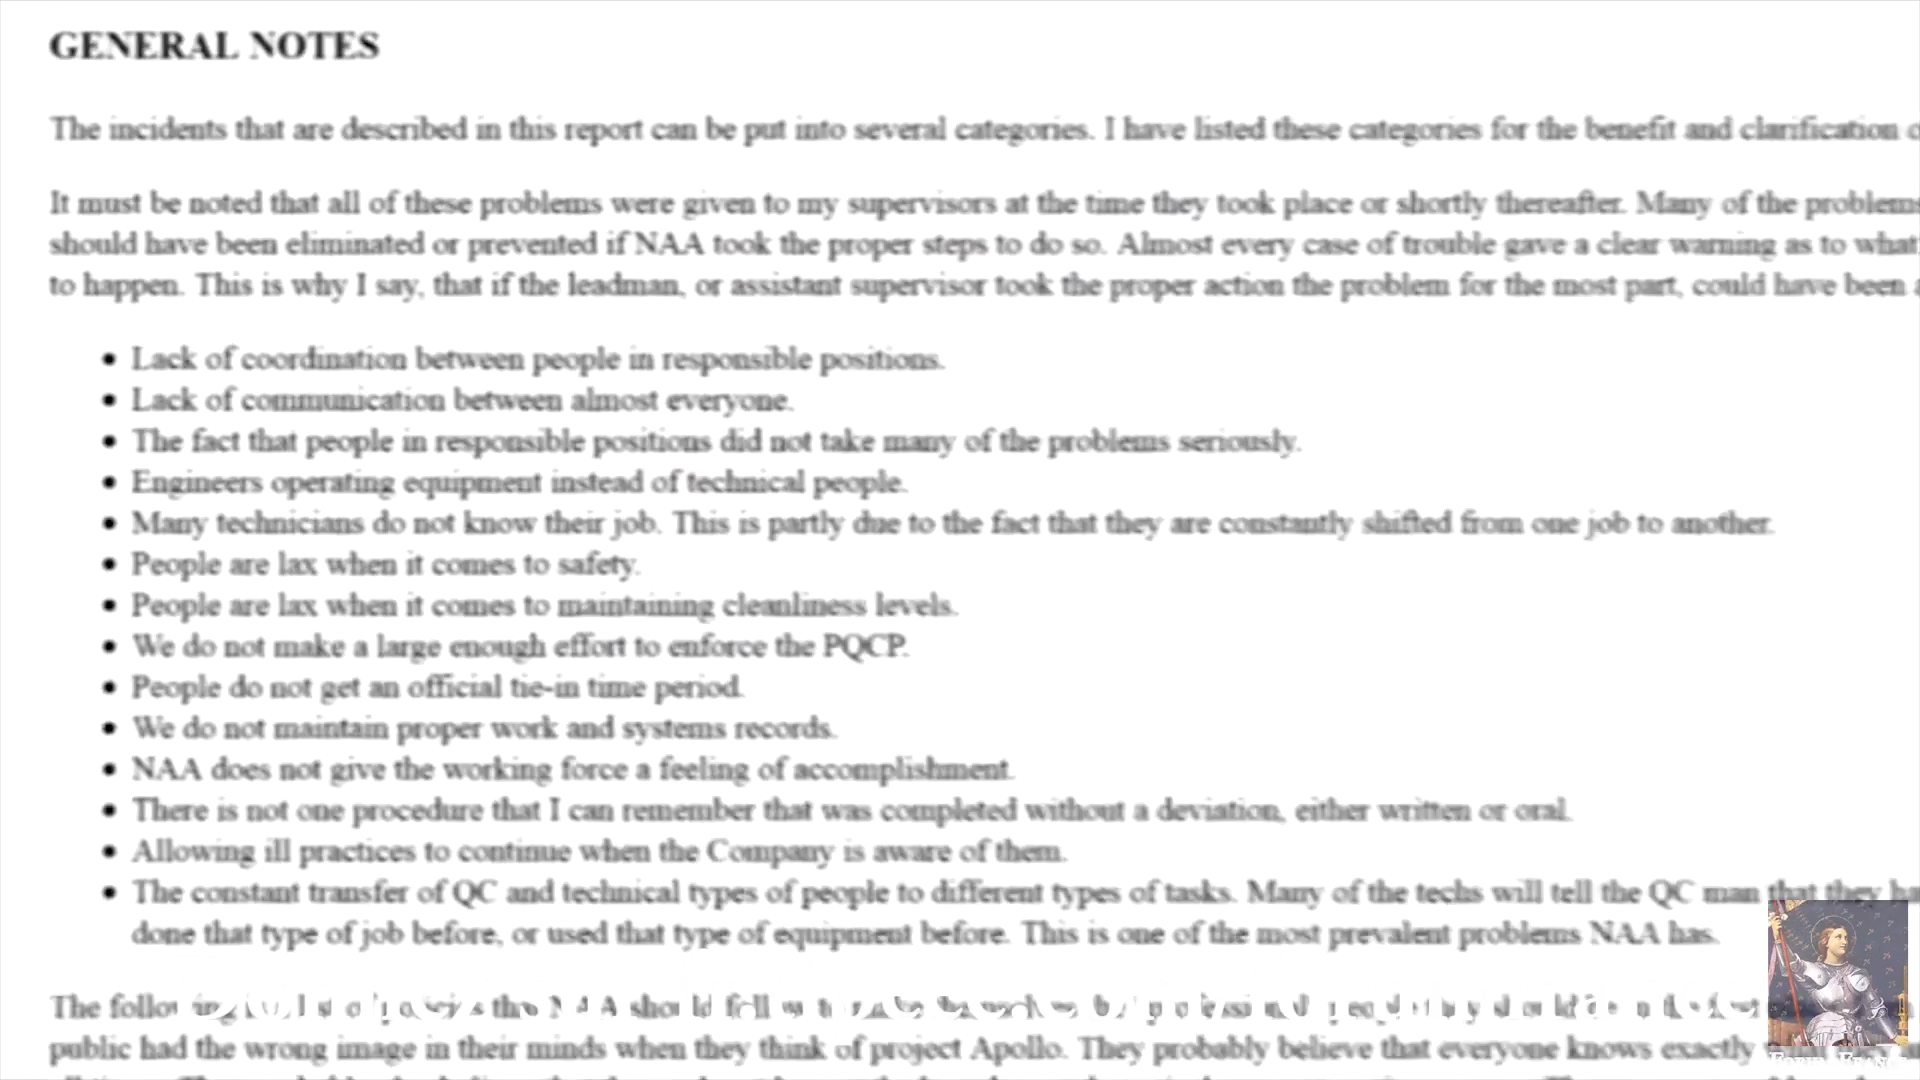 GENERAL NOTES
The incidents that are described in this report can be put into several categories. I have listed these categories for the benefit and clarification
It must be noted that all of these problems were given to my supervisors at the time they took place or shortly thereafter. Many of the problems
should have been eliminated or prevented if NAA took the proper steps to do so. Almost every case of trouble gave a clear warning as to what
to happen. This is why I say, that if the leadman, or assistant supervisor took the proper action the problem for the most part, could have been
• Lack of coordination between people in responsible positions.
• Lack of communication between almost everyone.
• The fact that people in responsible positions did not take many of the problems seriously.
• Engineers operating equipment instead of technical people.
• Many technicians do not know their job. This is partly due to the fact that they are constantly shifted from one job to another.
• People are lax when it comes to safety.
• People are lax when it comes to maintaining cleanliness levels.
• We do not make a large enough effort to enforce the PQCP.
• People do not get an official tie-in time period.
• We do not maintain proper work and systems records.
• NAA does not give the working force a feeling of accomplishment.
• There is not one procedure that I can remember that was completed without a deviation, either written or oral.
• Allowing ill practices to continue when the Company is aware of them.
• The constant transfer of QC and technical types of people to different types of tasks. Many of the techs will tell the QC man that they
done that type of job before, or used that type of equipment before. This is one of the most prevalent problems NAA has.
The
public had the wrong image in their minds when they think of project Apollo. They probably believe that everyone knows exactly